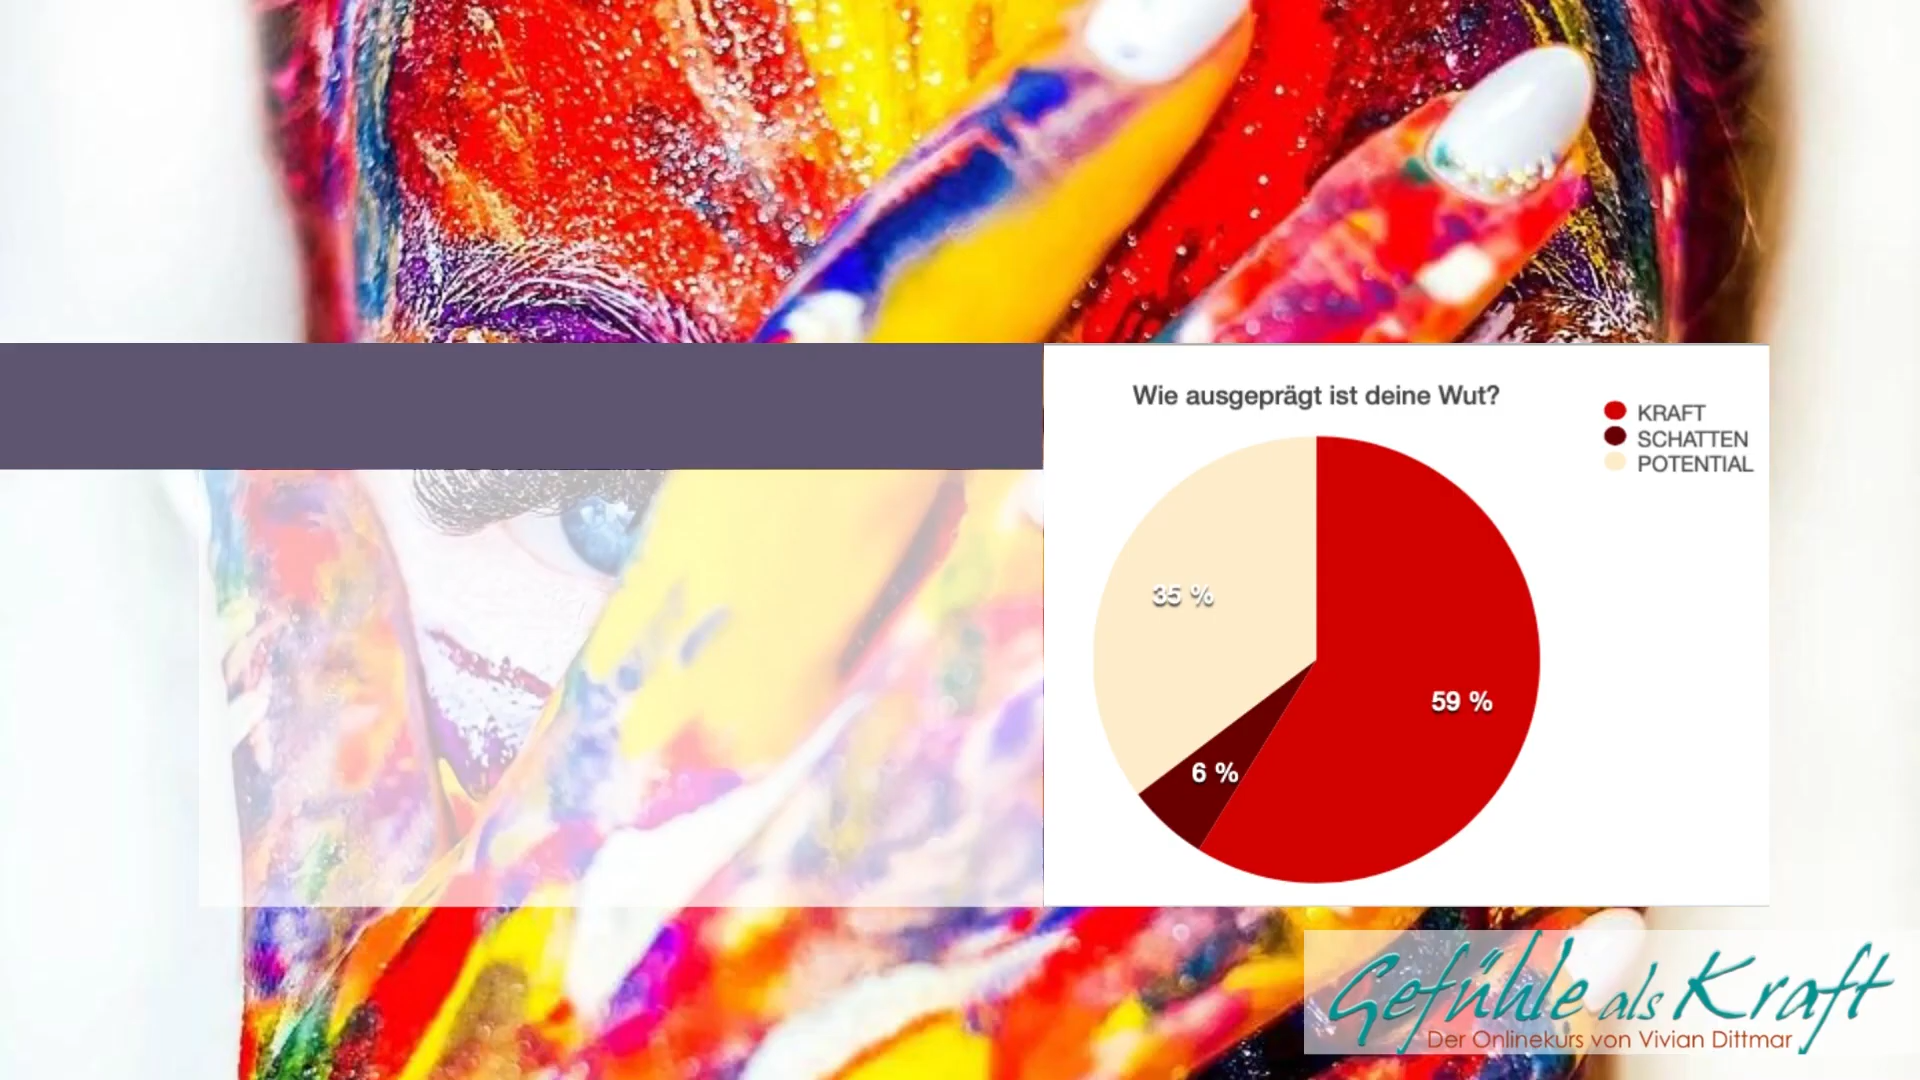 Wie ausgeprägt ist deine Wut?
KRAFT
SCHATTEN
POTENTIAL
35 %
59 %
6 %
Gefühle als Kraft
Der Onlinekurs von Vivian Dittmar